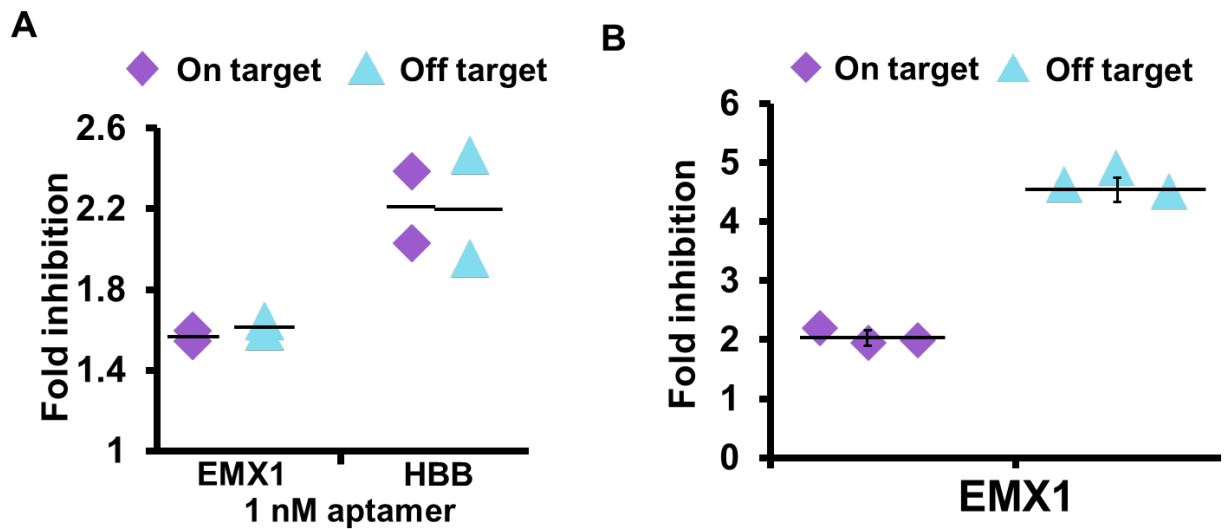 A
On target Off target
Fold inhibition
2.6
2.2
1.8
1.4
1
EMX1 HBB
1 nM aptamer
B
On target Off target
Fold inhibition
6
5
4
3
2
1
0
EMX1